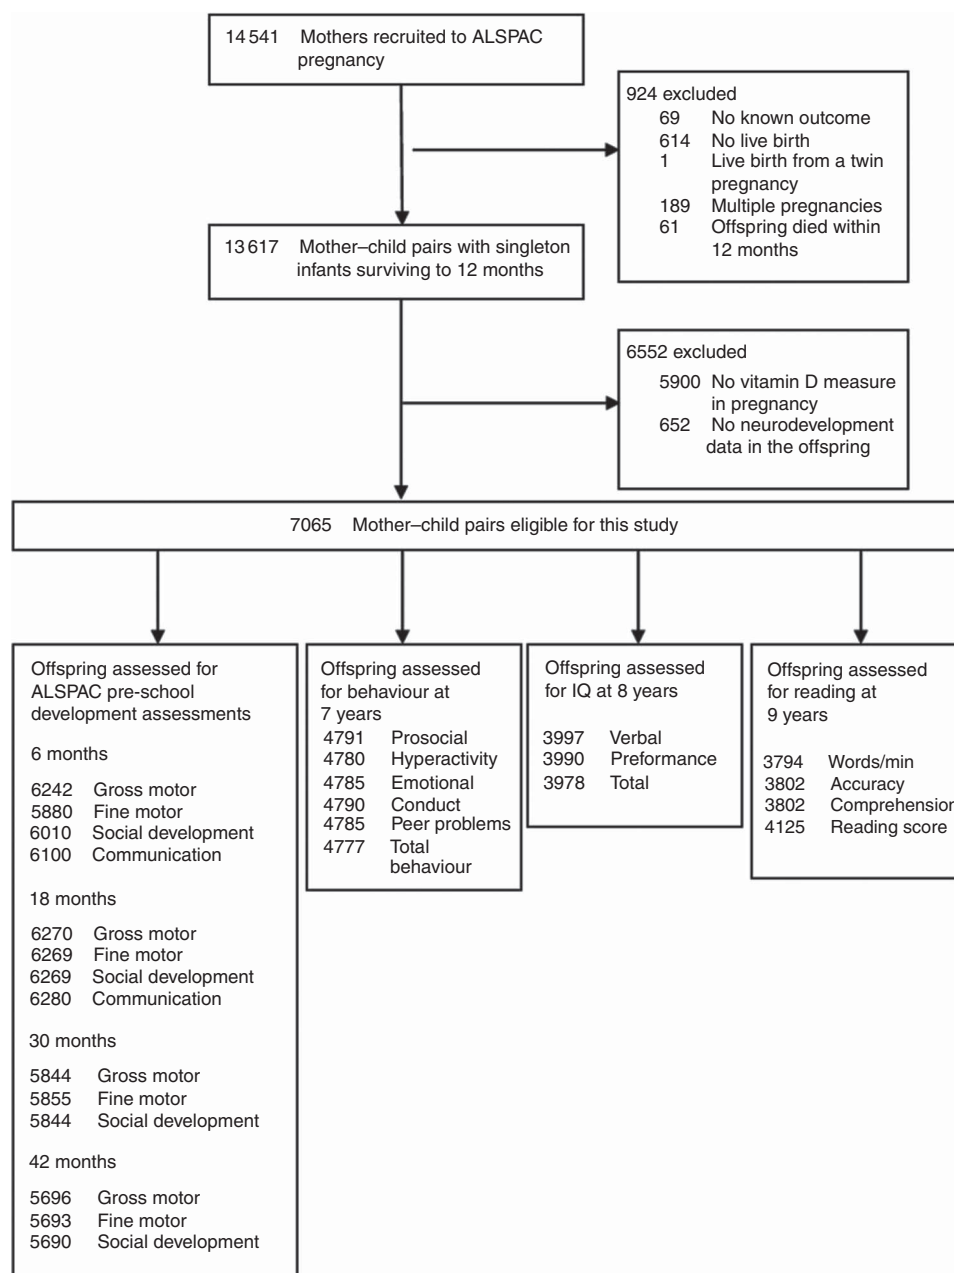 14 541 Mothers recruited to ALSPAC
pregnancy
924 excluded
69 No known outcome
614 No live birth
1 Live birth from a twin
pregnancy
189 Multiple pregnancies
61 Offspring died within
12 months
13 617 Mother–child pairs with singleton
infants surviving to 12 months
6552 excluded
5900 No vitamin D measure
in pregnancy
652 No neurodevelopment
data in the offspring
7065 Mother–child pairs eligible for this study
Offspring assessed for
ALSPAC pre-school
development assessments
6 months
6242 Gross motor
5880 Fine motor
6010 Social development
6100 Communication
18 months
6270 Gross motor
6269 Fine motor
6269 Social development
6280 Communication
30 months
5844 Gross motor
5855 Fine motor
5844 Social development
42 months
5696 Gross motor
5693 Fine motor
5690 Social development
Offspring assessed
for behaviour at
7 years
4791 Prosocial
4780 Hyperactivity
4785 Emotional
4790 Conduct
4785 Peer problems
4777 Total
behaviour
Offspring assessed
for IQ at 8 years
3997 Verbal
3990 Preformance
3978 Total
Offspring assessed
for reading at
9 years
3794 Words/min
3802 Accuracy
3802 Comprehension
4125 Reading score